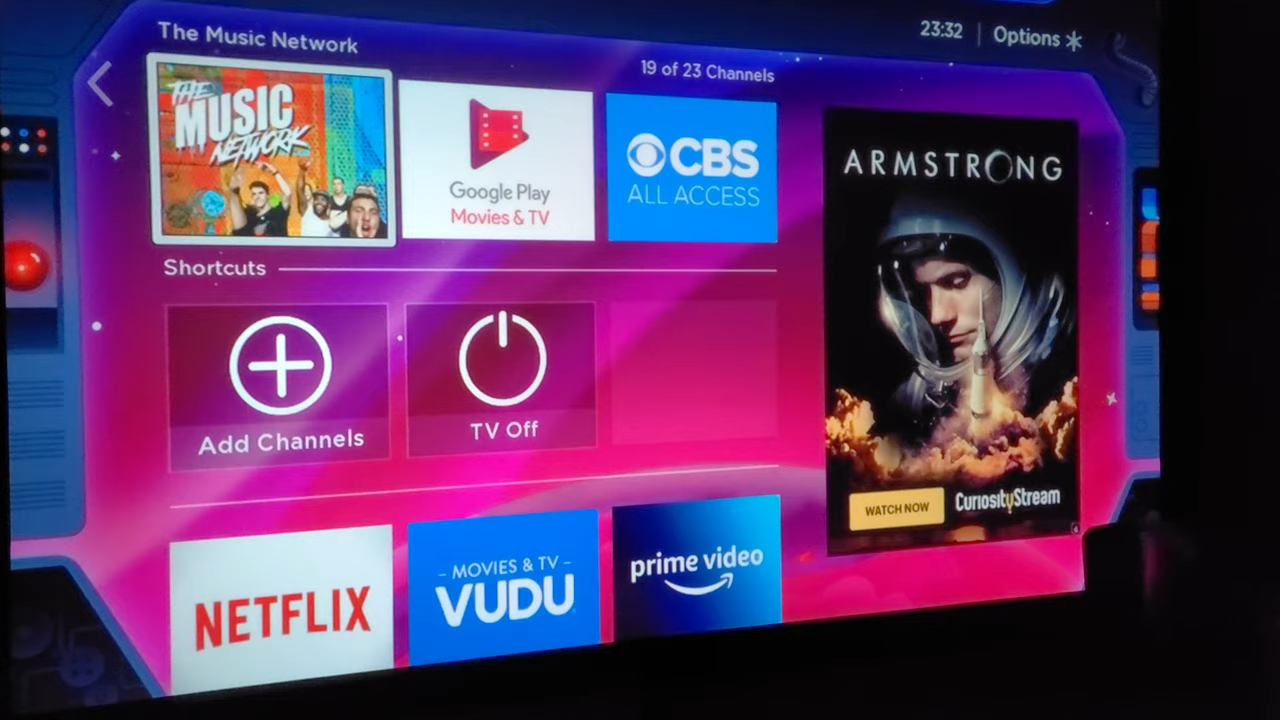 The Music Network
23:32 | Options
19 of 23 Channels
THE
MUSIC
NETWORK
Google Play
Movies & TV
CBS
ALL ACCESS
ARMSTRONG
Shortcuts
Add Channels
TV Off
WATCH NOW
CuriosityStream
NETFLIX
- MOVIES & TV -
VUDU
prime video